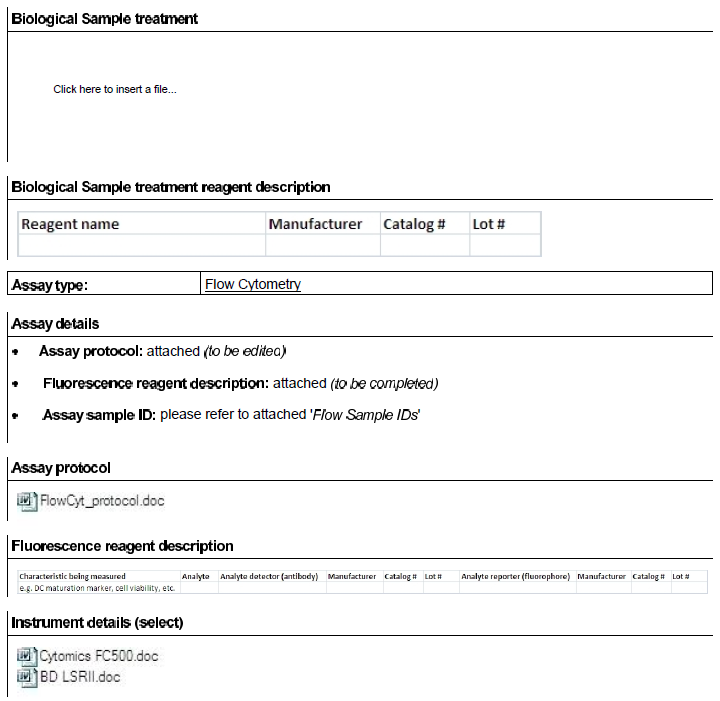 Biological Sample treatment
Click here to insert a file...
Biological Sample treatment reagent description
Reagent name Manufacturer Catalog # Lot #
Assay type: Flow Cytometry
Assay details
• Assay protocol: attached (to be edited)
• Fluorescence reagent description: attached (to be completed)
• Assay sample ID: please refer to attached 'Flow Sample IDs'
Assay protocol
FlowCyt_protocol.doc
Fluorescence reagent description
Characteristic being measured Analyte Analyte detector (antibody) Manufacturer Catalog # Lot # Analyte reporter (fluorophore) Manufacturer Catalog # Lot #
e.g. DC maturation marker, cell viability, etc.
Instrument details (select)
Cytomics FC500.doc
BD LSRII.doc